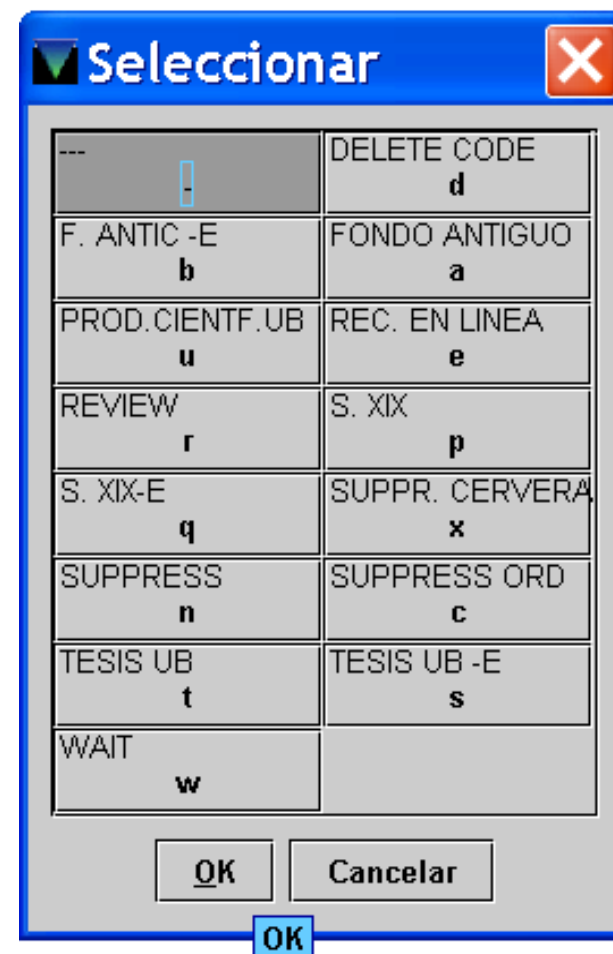 Seleccionar
--- DELETE CODE
- d
F. ANTIC -E FONDO ANTIGUO
b a
PROD.CIENTF.UB REC. EN LINEA
u e
REVIEW S. XIX
r p
S. XIX-E SUPPR. CERVERA
q x
SUPPRESS SUPPRESS ORD
n c
TESIS UB TESIS UB -E
t s
WAIT
w
OK Cancelar
OK